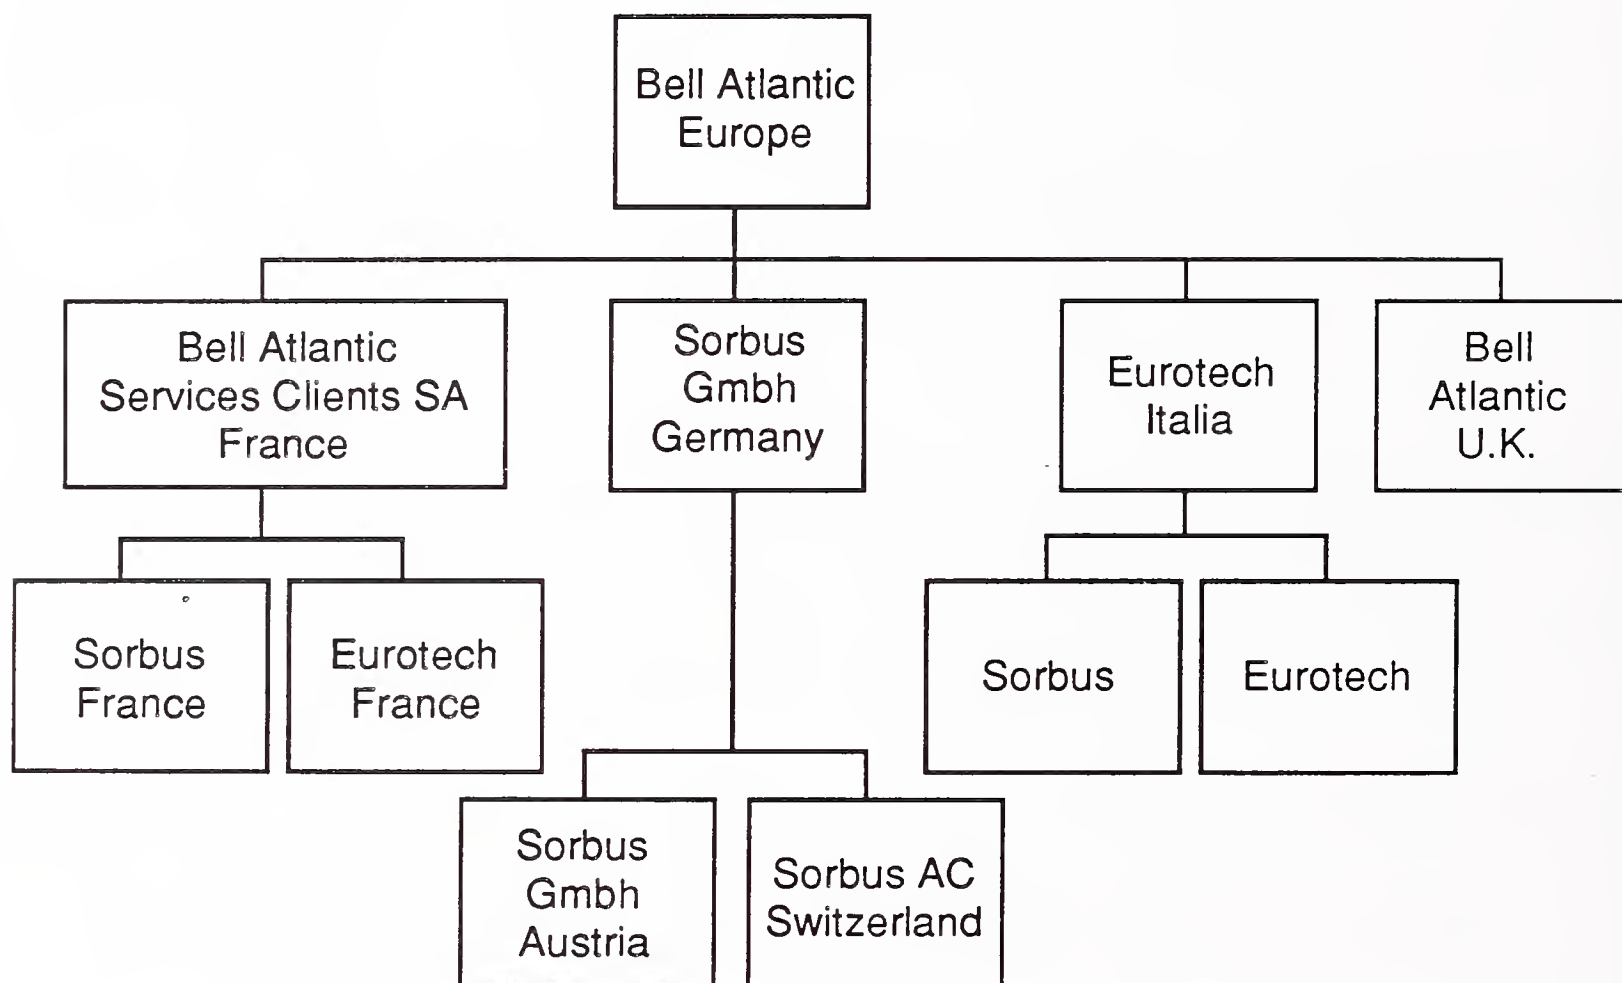 Bell Atlantic
Europe
Bell Atlantic
Services Clients SA
France
Sorbus
Gmbh
Germany
Eurotech
Italia
Bell
Atlantic
U.K.
Sorbus
France
Eurotech
France
Sorbus
Eurotech
Sorbus
Gmbh
Austria
Sorbus AC
Switzerland